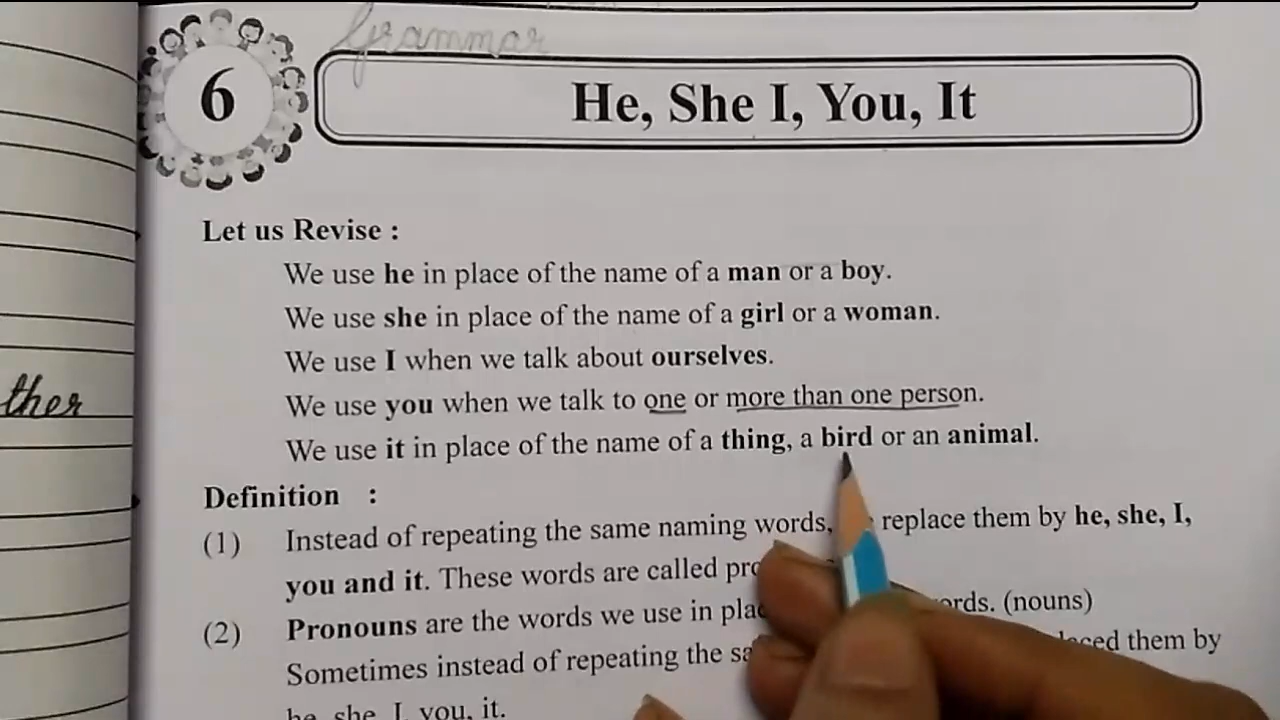 Grammar
6
He, She I, You, It
Let us Revise :
We use he in place of the name of a man or a boy.
We use she in place of the name of a girl or a woman.
We use I when we talk about ourselves.
We use you when we talk to one or more than one person.
We use it in place of the name of a thing, a bird or an animal.
ther
Definition :
(1) Instead of repeating the same naming words, replace them by he, she, I,
you and it. These words are called
(2) Pronouns are the words we use in (nouns)
Sometimes instead of repeating the them by
he, she, I, you, it.